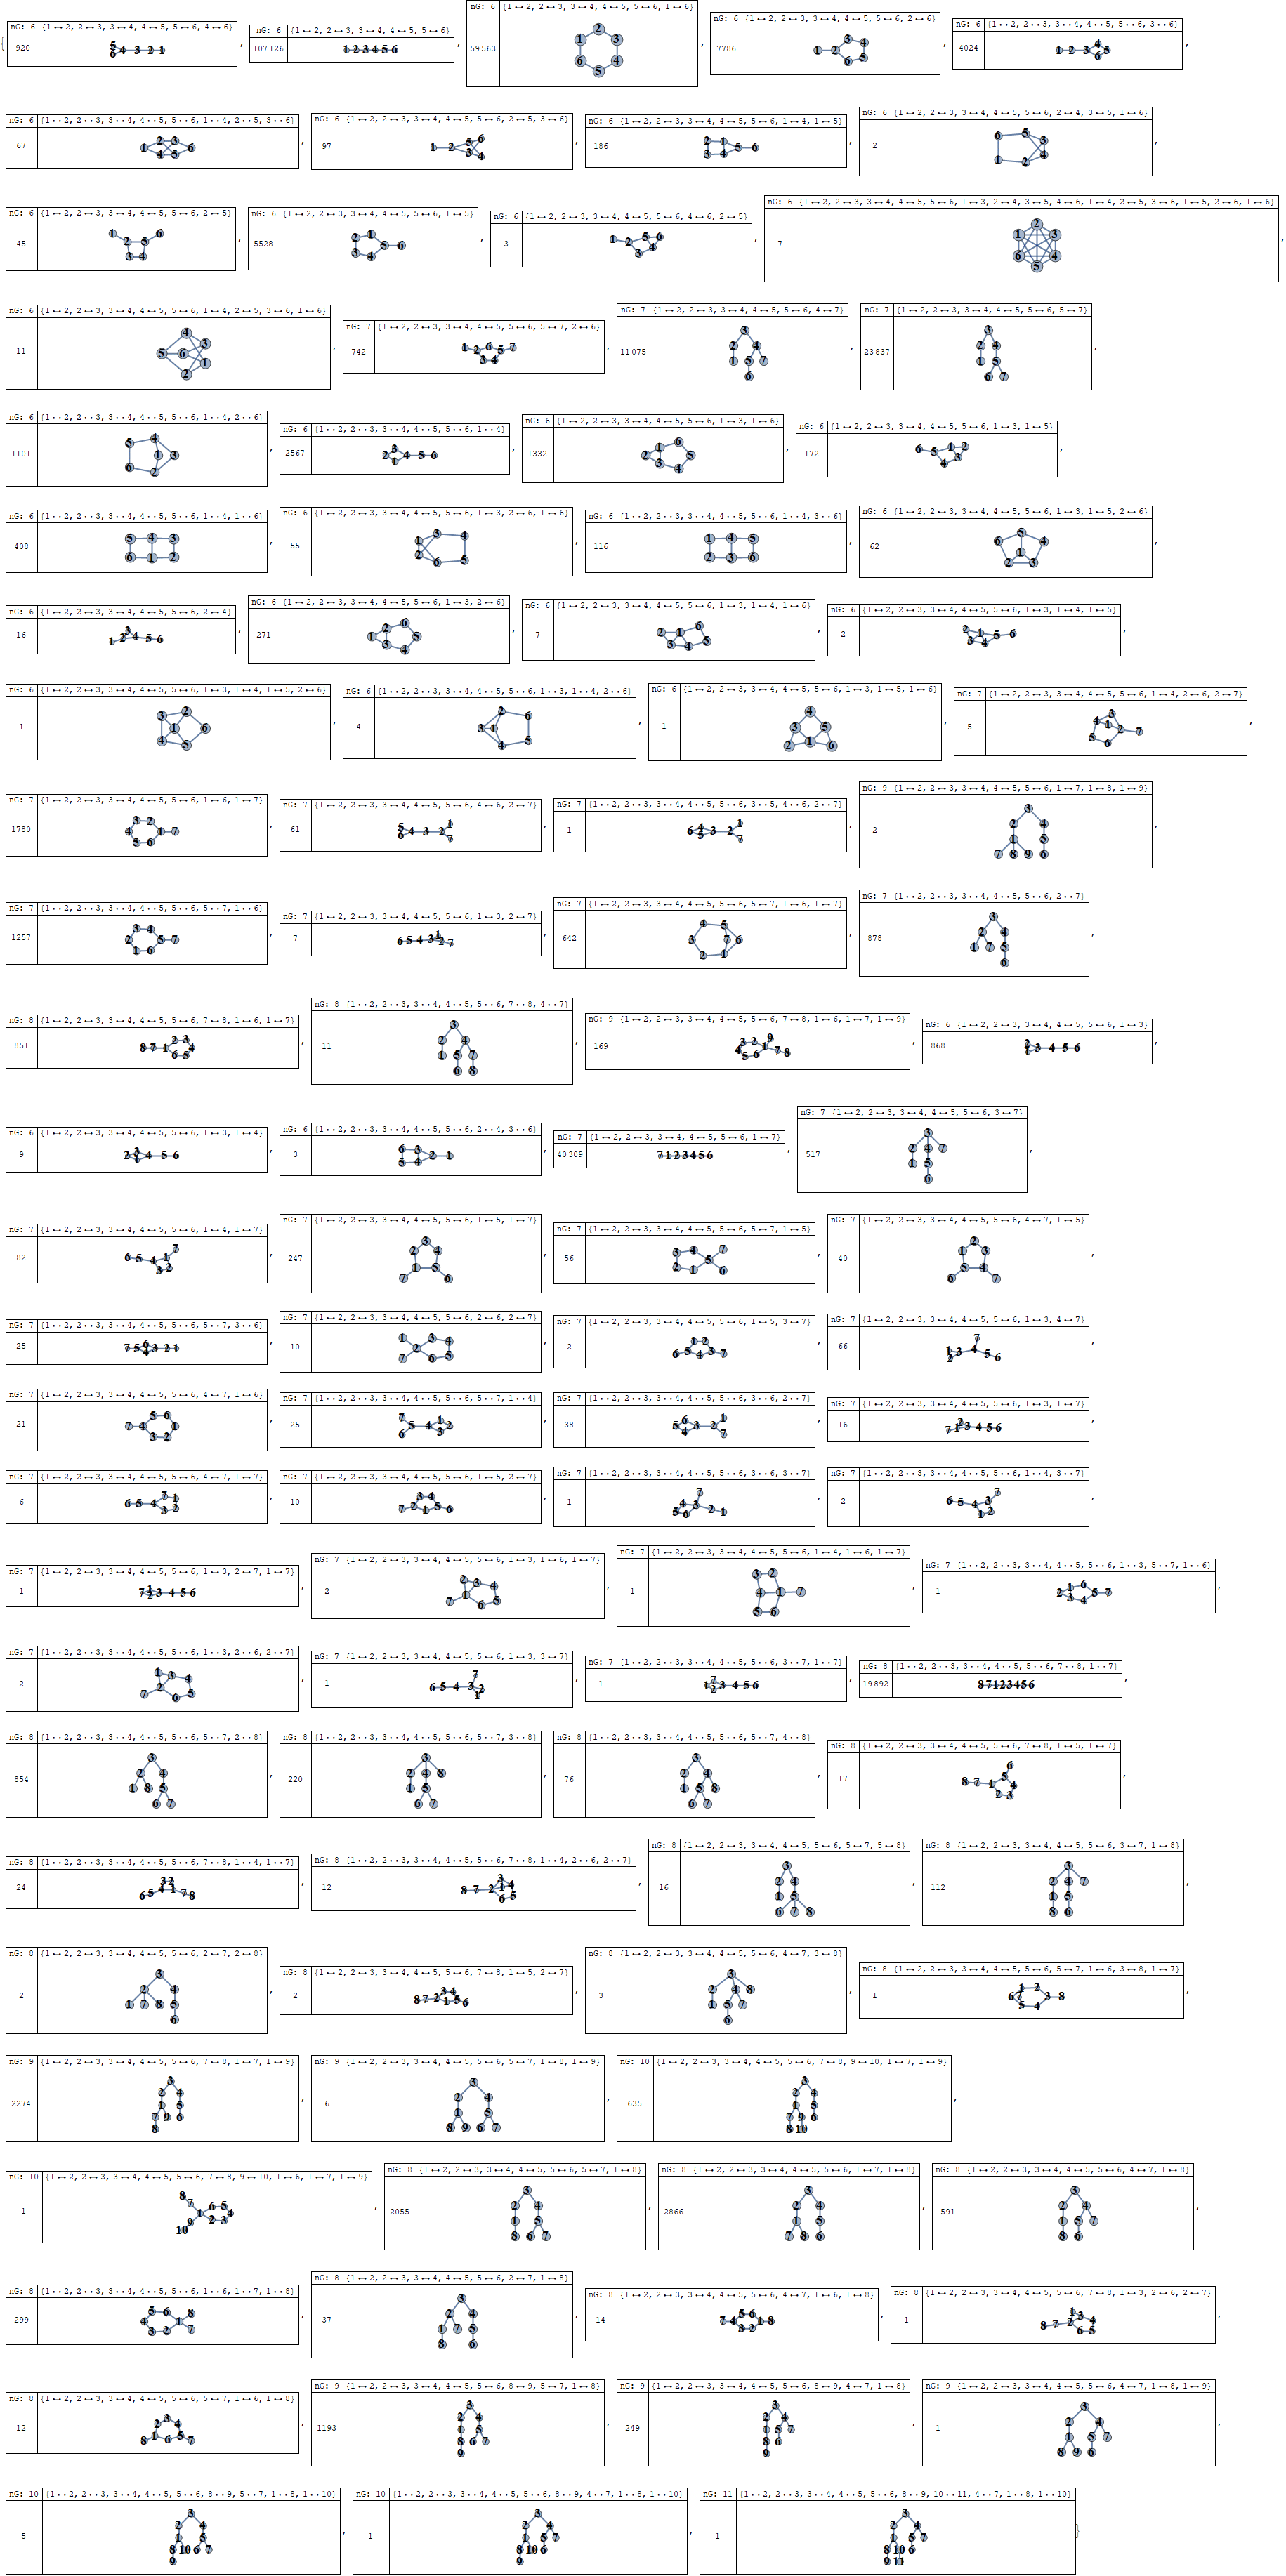 {
nG: 6 {1↔2, 2↔3, 3↔4, 4↔5, 5↔6, 4↔6}
920
nG: 6 {1↔2, 2↔3, 3↔4, 4↔5, 5↔6}
107126 1 2 3 4 5 6
nG: 6 {1↔2, 2↔3, 3↔4, 4↔5, 5↔6, 1↔6}
59563
nG: 6 {1↔2, 2↔3, 3↔4, 4↔5, 5↔6, 2↔6}
7786
nG: 6 {1↔2, 2↔3, 3↔4, 4↔5, 5↔6, 3↔6}
4024
nG: 6 {1↔2, 2↔3, 3↔4, 4↔5, 5↔6, 1↔4, 2↔5, 3↔6}
67
nG: 6 {1↔2, 2↔3, 3↔4, 4↔5, 5↔6, 2↔5, 3↔6}
97
nG: 6 {1↔2, 2↔3, 3↔4, 4↔5, 5↔6, 1↔4, 1↔5}
186
nG: 6 {1↔2, 2↔3, 3↔4, 4↔5, 5↔6, 2↔4, 3↔5, 1↔6}
2
nG: 6 {1↔2, 2↔3, 3↔4, 4↔5, 5↔6, 2↔5}
45
nG: 6 {1↔2, 2↔3, 3↔4, 4↔5, 5↔6, 1↔5}
5528
nG: 6 {1↔2, 2↔3, 3↔4, 4↔5, 5↔6, 4↔6, 2↔5}
3
nG: 6 {1↔2, 2↔3, 3↔4, 4↔5, 5↔6, 1↔3, 2↔4, 3↔5, 4↔6, 1↔4, 2↔5, 3↔6, 1↔5, 2↔6, 1↔6}
7
nG: 6 {1↔2, 2↔3, 3↔4, 4↔5, 5↔6, 1↔4, 2↔5, 3↔6, 1↔6}
11
nG: 7 {1↔2, 2↔3, 3↔4, 4↔5, 5↔6, 5↔7, 2↔6}
742
nG: 7 {1↔2, 2↔3, 3↔4, 4↔5, 5↔6, 4↔7}
11075
nG: 7 {1↔2, 2↔3, 3↔4, 4↔5, 5↔6, 5↔7}
23837
nG: 6 {1↔2, 2↔3, 3↔4, 4↔5, 5↔6, 1↔4, 2↔6}
1101
nG: 6 {1↔2, 2↔3, 3↔4, 4↔5, 5↔6, 1↔4}
2567
nG: 6 {1↔2, 2↔3, 3↔4, 4↔5, 5↔6, 1↔3, 1↔6}
1332
nG: 6 {1↔2, 2↔3, 3↔4, 4↔5, 5↔6, 1↔3, 1↔5}
172
nG: 6 {1↔2, 2↔3, 3↔4, 4↔5, 5↔6, 1↔4, 1↔6}
408
nG: 6 {1↔2, 2↔3, 3↔4, 4↔5, 5↔6, 1↔3, 2↔6, 1↔6}
55
nG: 6 {1↔2, 2↔3, 3↔4, 4↔5, 5↔6, 1↔4, 3↔6}
116
nG: 6 {1↔2, 2↔3, 3↔4, 4↔5, 5↔6, 1↔3, 1↔5, 2↔6}
62
nG: 6 {1↔2, 2↔3, 3↔4, 4↔5, 5↔6, 2↔4}
16
nG: 6 {1↔2, 2↔3, 3↔4, 4↔5, 5↔6, 1↔3, 2↔6}
271
nG: 6 {1↔2, 2↔3, 3↔4, 4↔5, 5↔6, 1↔3, 1↔4, 1↔6}
7
nG: 6 {1↔2, 2↔3, 3↔4, 4↔5, 5↔6, 1↔3, 1↔4, 1↔5}
2
nG: 6 {1↔2, 2↔3, 3↔4, 4↔5, 5↔6, 1↔3, 1↔4, 1↔5, 2↔6}
1
nG: 6 {1↔2, 2↔3, 3↔4, 4↔5, 5↔6, 1↔3, 1↔4, 2↔6}
4
nG: 6 {1↔2, 2↔3, 3↔4, 4↔5, 5↔6, 1↔3, 1↔5, 1↔6}
1
nG: 7 {1↔2, 2↔3, 3↔4, 4↔5, 5↔6, 1↔4, 2↔6, 2↔7}
5
nG: 7 {1↔2, 2↔3, 3↔4, 4↔5, 5↔6, 1↔6, 1↔7}
1780
nG: 7 {1↔2, 2↔3, 3↔4, 4↔5, 5↔6, 4↔6, 2↔7}
61
nG: 7 {1↔2, 2↔3, 3↔4, 4↔5, 5↔6, 3↔5, 4↔6, 2↔7}
1
nG: 9 {1↔2, 2↔3, 3↔4, 4↔5, 5↔6, 1↔7, 1↔8, 1↔9}
2
nG: 7 {1↔2, 2↔3, 3↔4, 4↔5, 5↔6, 5↔7, 1↔6}
1257
nG: 7 {1↔2, 2↔3, 3↔4, 4↔5, 5↔6, 1↔3, 2↔7}
7
nG: 7 {1↔2, 2↔3, 3↔4, 4↔5, 5↔6, 5↔7, 1↔6, 1↔7}
642
nG: 7 {1↔2, 2↔3, 3↔4, 4↔5, 5↔6, 2↔7}
878
nG: 8 {1↔2, 2↔3, 3↔4, 4↔5, 5↔6, 7↔8, 1↔6, 1↔7}
851
nG: 8 {1↔2, 2↔3, 3↔4, 4↔5, 5↔6, 7↔8, 4↔7}
11
nG: 9 {1↔2, 2↔3, 3↔4, 4↔5, 5↔6, 7↔8, 1↔6, 1↔7, 1↔9}
169
nG: 6 {1↔2, 2↔3, 3↔4, 4↔5, 5↔6, 1↔3}
868
nG: 6 {1↔2, 2↔3, 3↔4, 4↔5, 5↔6, 1↔3, 1↔4}
9
nG: 6 {1↔2, 2↔3, 3↔4, 4↔5, 5↔6, 2↔4, 3↔6}
3
nG: 7 {1↔2, 2↔3, 3↔4, 4↔5, 5↔6, 1↔7}
40309 7 1 2 3 4 5 6
nG: 7 {1↔2, 2↔3, 3↔4, 4↔5, 5↔6, 3↔7}
517
nG: 7 {1↔2, 2↔3, 3↔4, 4↔5, 5↔6, 1↔4, 1↔7}
82
nG: 7 {1↔2, 2↔3, 3↔4, 4↔5, 5↔6, 1↔5, 1↔7}
247
nG: 7 {1↔2, 2↔3, 3↔4, 4↔5, 5↔6, 5↔7, 1↔5}
56
nG: 7 {1↔2, 2↔3, 3↔4, 4↔5, 5↔6, 4↔7, 1↔5}
40
nG: 7 {1↔2, 2↔3, 3↔4, 4↔5, 5↔6, 5↔7, 3↔6}
25
nG: 7 {1↔2, 2↔3, 3↔4, 4↔5, 5↔6, 2↔6, 2↔7}
10
nG: 7 {1↔2, 2↔3, 3↔4, 4↔5, 5↔6, 1↔5, 3↔7}
2
nG: 7 {1↔2, 2↔3, 3↔4, 4↔5, 5↔6, 1↔3, 4↔7}
66
nG: 7 {1↔2, 2↔3, 3↔4, 4↔5, 5↔6, 4↔7, 1↔6}
21
nG: 7 {1↔2, 2↔3, 3↔4, 4↔5, 5↔6, 5↔7, 1↔4}
25
nG: 7 {1↔2, 2↔3, 3↔4, 4↔5, 5↔6, 3↔6, 2↔7}
38
nG: 7 {1↔2, 2↔3, 3↔4, 4↔5, 5↔6, 1↔3, 1↔7}
16
nG: 7 {1↔2, 2↔3, 3↔4, 4↔5, 5↔6, 4↔7, 1↔7}
6
nG: 7 {1↔2, 2↔3, 3↔4, 4↔5, 5↔6, 1↔5, 2↔7}
10
nG: 7 {1↔2, 2↔3, 3↔4, 4↔5, 5↔6, 3↔6, 3↔7}
1
nG: 7 {1↔2, 2↔3, 3↔4, 4↔5, 5↔6, 1↔4, 3↔7}
2
nG: 7 {1↔2, 2↔3, 3↔4, 4↔5, 5↔6, 1↔3, 2↔7, 1↔7}
1
nG: 7 {1↔2, 2↔3, 3↔4, 4↔5, 5↔6, 1↔3, 1↔6, 1↔7}
2
nG: 7 {1↔2, 2↔3, 3↔4, 4↔5, 5↔6, 1↔4, 1↔6, 1↔7}
1
nG: 7 {1↔2, 2↔3, 3↔4, 4↔5, 5↔6, 1↔3, 5↔7, 1↔6}
1
nG: 7 {1↔2, 2↔3, 3↔4, 4↔5, 5↔6, 1↔3, 2↔6, 2↔7}
2
nG: 7 {1↔2, 2↔3, 3↔4, 4↔5, 5↔6, 1↔3, 3↔7}
1
nG: 7 {1↔2, 2↔3, 3↔4, 4↔5, 5↔6, 3↔7, 1↔7}
1
nG: 8 {1↔2, 2↔3, 3↔4, 4↔5, 5↔6, 7↔8, 1↔7}
19892 8 7 1 2 3 4 5 6
nG: 8 {1↔2, 2↔3, 3↔4, 4↔5, 5↔6, 5↔7, 2↔8}
854
nG: 8 {1↔2, 2↔3, 3↔4, 4↔5, 5↔6, 5↔7, 3↔8}
220
nG: 8 {1↔2, 2↔3, 3↔4, 4↔5, 5↔6, 5↔7, 4↔8}
76
nG: 8 {1↔2, 2↔3, 3↔4, 4↔5, 5↔6, 7↔8, 1↔5, 1↔7}
17
nG: 8 {1↔2, 2↔3, 3↔4, 4↔5, 5↔6, 7↔8, 1↔4, 1↔7}
24
nG: 8 {1↔2, 2↔3, 3↔4, 4↔5, 5↔6, 7↔8, 1↔4, 2↔6, 2↔7}
12
nG: 8 {1↔2, 2↔3, 3↔4, 4↔5, 5↔6, 5↔7, 5↔8}
16
nG: 8 {1↔2, 2↔3, 3↔4, 4↔5, 5↔6, 3↔7, 1↔8}
112
nG: 8 {1↔2, 2↔3, 3↔4, 4↔5, 5↔6, 2↔7, 2↔8}
2
nG: 8 {1↔2, 2↔3, 3↔4, 4↔5, 5↔6, 7↔8, 1↔5, 2↔7}
2
nG: 8 {1↔2, 2↔3, 3↔4, 4↔5, 5↔6, 4↔7, 3↔8}
3
nG: 8 {1↔2, 2↔3, 3↔4, 4↔5, 5↔6, 5↔7, 1↔6, 3↔8, 1↔7}
1
nG: 9 {1↔2, 2↔3, 3↔4, 4↔5, 5↔6, 7↔8, 1↔7, 1↔9}
2274
nG: 9 {1↔2, 2↔3, 3↔4, 4↔5, 5↔6, 5↔7, 1↔8, 1↔9}
6
nG: 10 {1↔2, 2↔3, 3↔4, 4↔5, 5↔6, 7↔8, 9↔10, 1↔7, 1↔9}
635
nG: 10 {1↔2, 2↔3, 3↔4, 4↔5, 5↔6, 7↔8, 9↔10, 1↔6, 1↔7, 1↔9}
1
nG: 8 {1↔2, 2↔3, 3↔4, 4↔5, 5↔6, 5↔7, 1↔8}
2055
nG: 8 {1↔2, 2↔3, 3↔4, 4↔5, 5↔6, 1↔7, 1↔8}
2866
nG: 8 {1↔2, 2↔3, 3↔4, 4↔5, 5↔6, 4↔7, 1↔8}
591
nG: 8 {1↔2, 2↔3, 3↔4, 4↔5, 5↔6, 1↔6, 1↔7, 1↔8}
299
nG: 8 {1↔2, 2↔3, 3↔4, 4↔5, 5↔6, 2↔7, 1↔8}
37
nG: 8 {1↔2, 2↔3, 3↔4, 4↔5, 5↔6, 4↔7, 1↔6, 1↔8}
14
nG: 8 {1↔2, 2↔3, 3↔4, 4↔5, 5↔6, 7↔8, 1↔3, 2↔6, 2↔7}
1
nG: 8 {1↔2, 2↔3, 3↔4, 4↔5, 5↔6, 5↔7, 1↔6, 1↔8}
12
nG: 9 {1↔2, 2↔3, 3↔4, 4↔5, 5↔6, 8↔9, 5↔7, 1↔8}
1193
nG: 9 {1↔2, 2↔3, 3↔4, 4↔5, 5↔6, 8↔9, 4↔7, 1↔8}
249
nG: 9 {1↔2, 2↔3, 3↔4, 4↔5, 5↔6, 4↔7, 1↔8, 1↔9}
1
nG: 10 {1↔2, 2↔3, 3↔4, 4↔5, 5↔6, 8↔9, 5↔7, 1↔8, 1↔10}
5
nG: 10 {1↔2, 2↔3, 3↔4, 4↔5, 5↔6, 8↔9, 4↔7, 1↔8, 1↔10}
1
nG: 11 {1↔2, 2↔3, 3↔4, 4↔5, 5↔6, 8↔9, 10↔11, 4↔7, 1↔8, 1↔10}
1
}